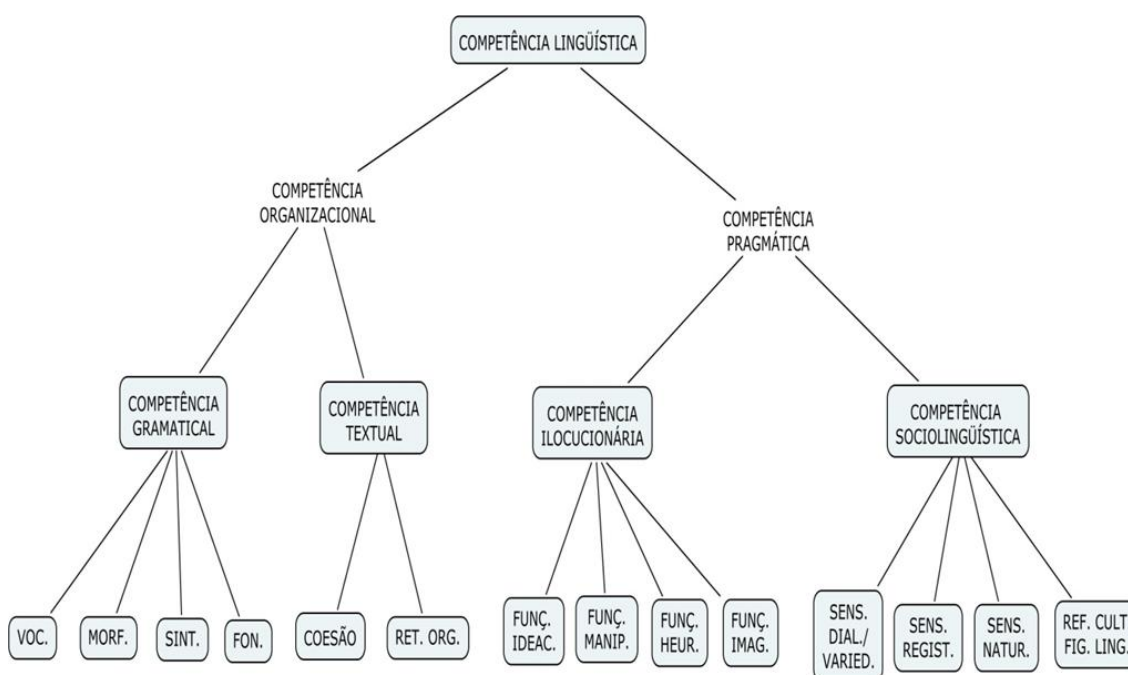 COMPETÊNCIA LINGÜÍSTICA
COMPETÊNCIA
ORGANIZACIONAL
COMPETÊNCIA
PRAGMÁTICA
COMPETÊNCIA
GRAMATICAL
COMPETÊNCIA
TEXTUAL
COMPETÊNCIA
ILOCUCIONÁRIA
COMPETÊNCIA
SOCIOLINGÜÍSTICA
VOC.
MORF.
SINT.
FON.
COESÃO
RET. ORG.
FUNÇ.
IDEAC.
FUNÇ.
MANIP.
FUNÇ.
HEUR.
FUNÇ.
IMAG.
SENS.
DIAL./
VARIED.
SENS.
REGIST.
SENS.
NATUR.
REF. CULT.
FIG. LING.